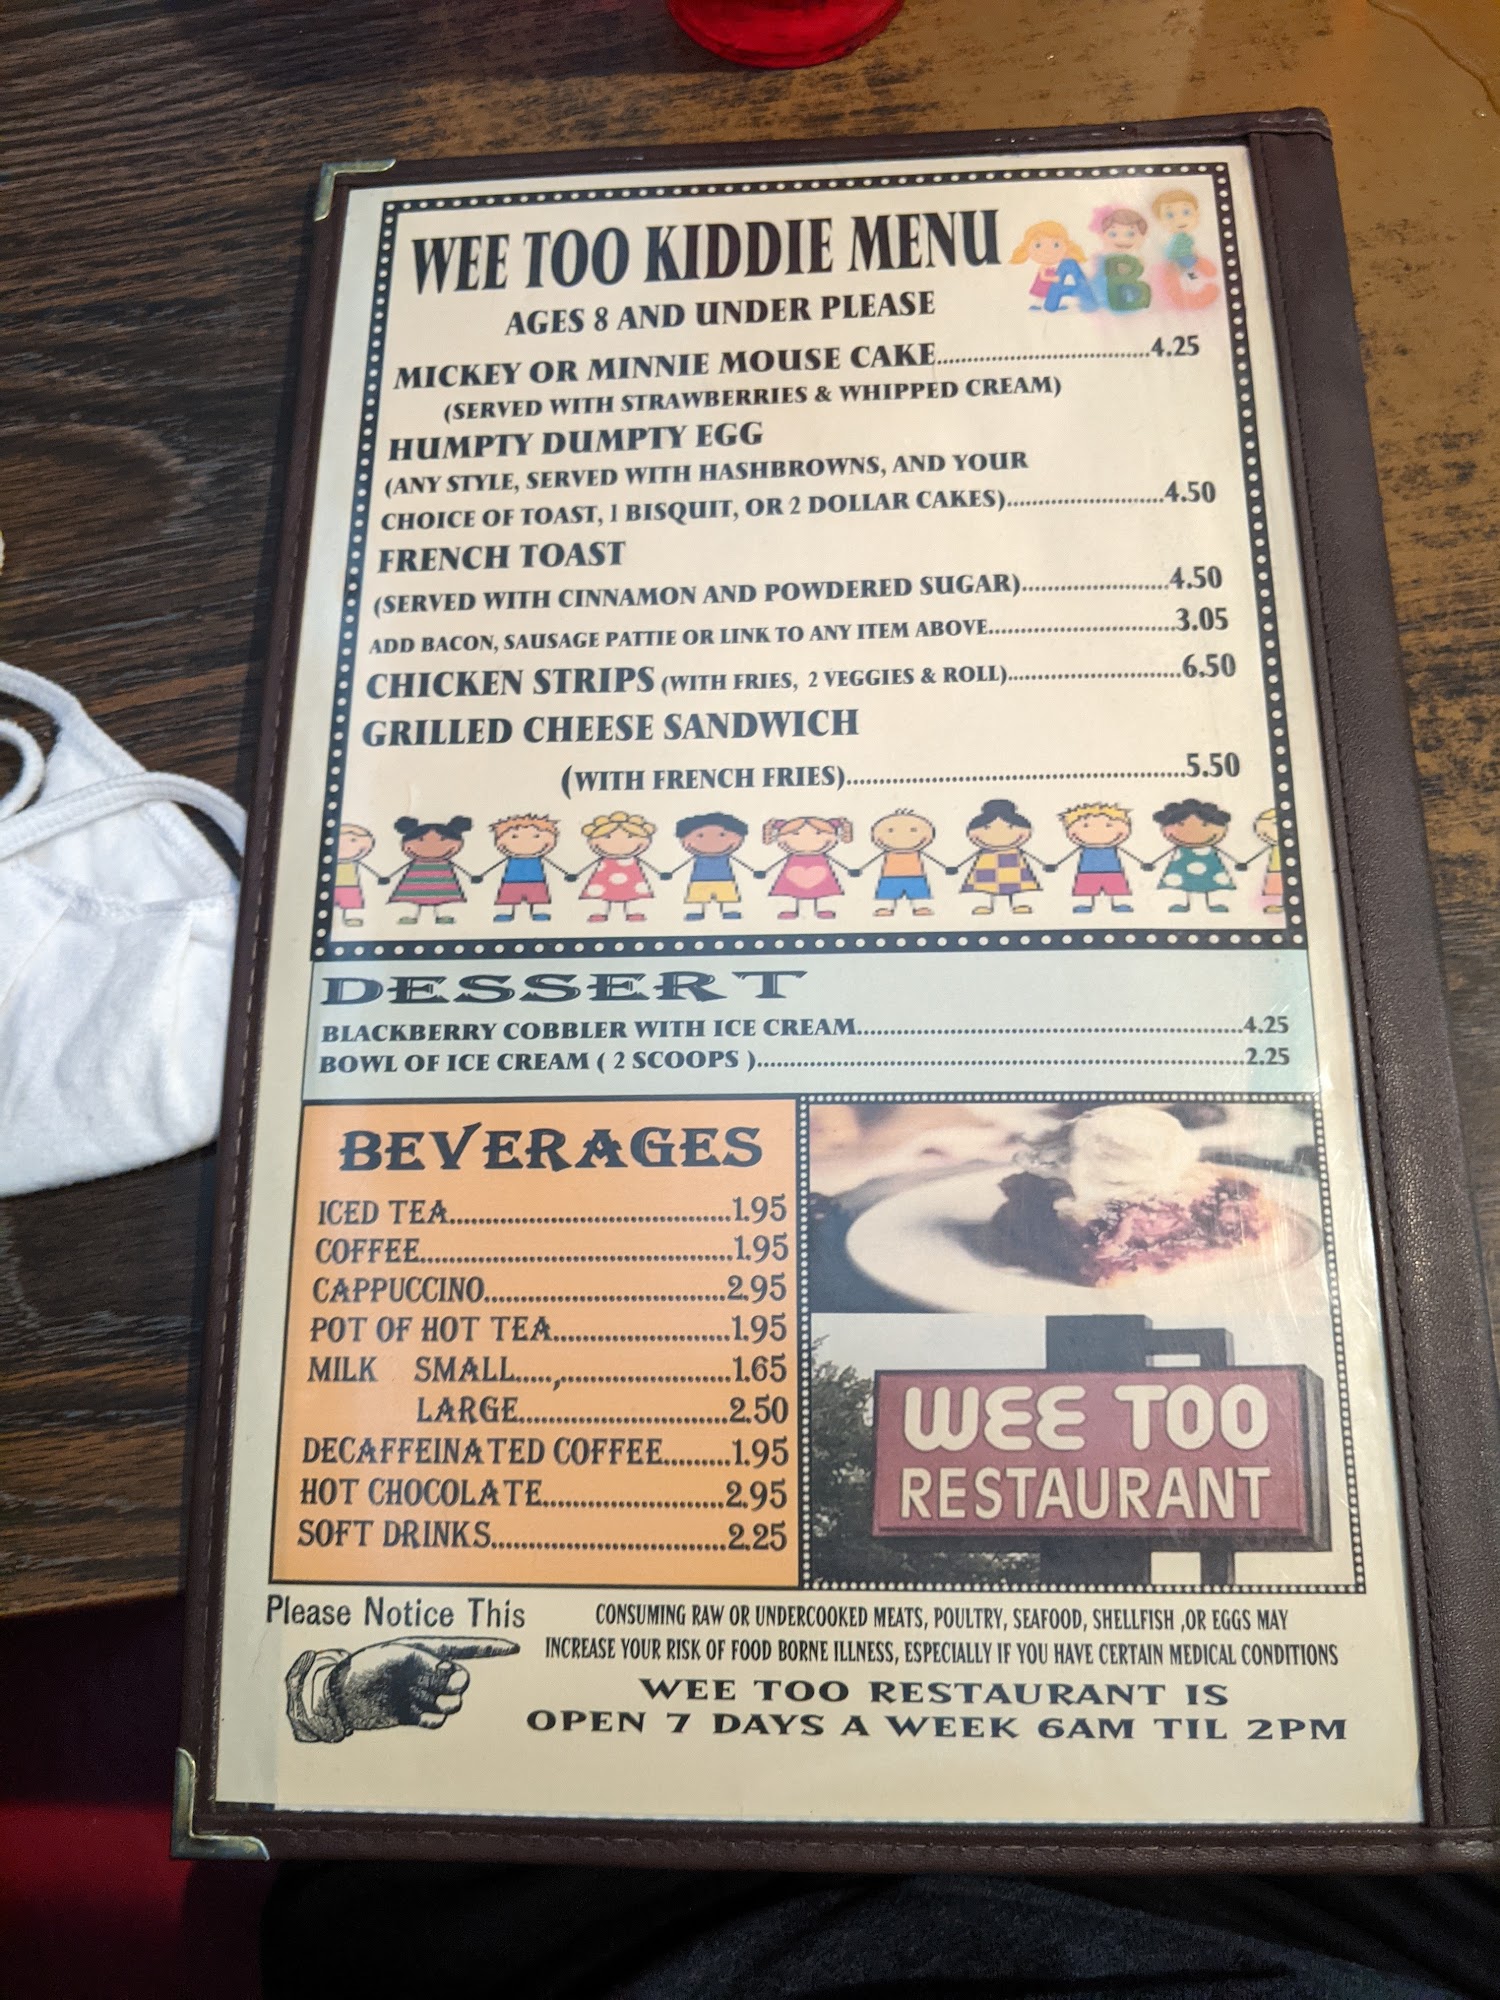 WEE TOO KIDDIE MENU
ABC
AGES 8 AND UNDER PLEASE
MICKEY OR MINNIE MOUSE CAKE..............................4.25
(SERVED WITH STRAWBERRIES & WHIPPED CREAM)
HUMPTY DUMPTY EGG
(ANY STYLE, SERVED WITH HASHBROWNS, AND YOUR
CHOICE OF TOAST, 1 BISQUIT, OR 2 DOLLAR CAKES)......................4.50
FRENCH TOAST
(SERVED WITH CINNAMON AND POWDERED SUGAR)......................4.50
ADD BACON, SAUSAGE PATTIE OR LINK TO ANY ITEM ABOVE..........................3.05
CHICKEN STRIPS (WITH FRIES, 2 VEGGIES & ROLL).........................6.50
GRILLED CHEESE SANDWICH
(WITH FRENCH FRIES)..................................................5.50
DESSERT
BLACKBERRY COBBLER WITH ICE CREAM............................................................4.25
BOWL OF ICE CREAM ( 2 SCOOPS )............................................................................2.25
BEVERAGES
ICED TEA......................................1.95
COFFEE...........................................1.95
CAPPUCCINO.................................2.95
POT OF HOT TEA........................1.95
MILK SMALL.....,.......................1.65
LARGE............................2.50
DECAFFEINATED COFFEE.........1.95
HOT CHOCOLATE........................2.95
SOFT DRINKS................................2.25
WEE TOO
RESTAURANT
Please Notice This
CONSUMING RAW OR UNDERCOOKED MEATS, POULTRY, SEAFOOD, SHELLFISH ,OR EGGS MAY
INCREASE YOUR RISK OF FOOD BORNE ILLNESS, ESPECIALLY IF YOU HAVE CERTAIN MEDICAL CONDITIONS
WEE TOO RESTAURANT IS
OPEN 7 DAYS A WEEK 6AM TIL 2PM